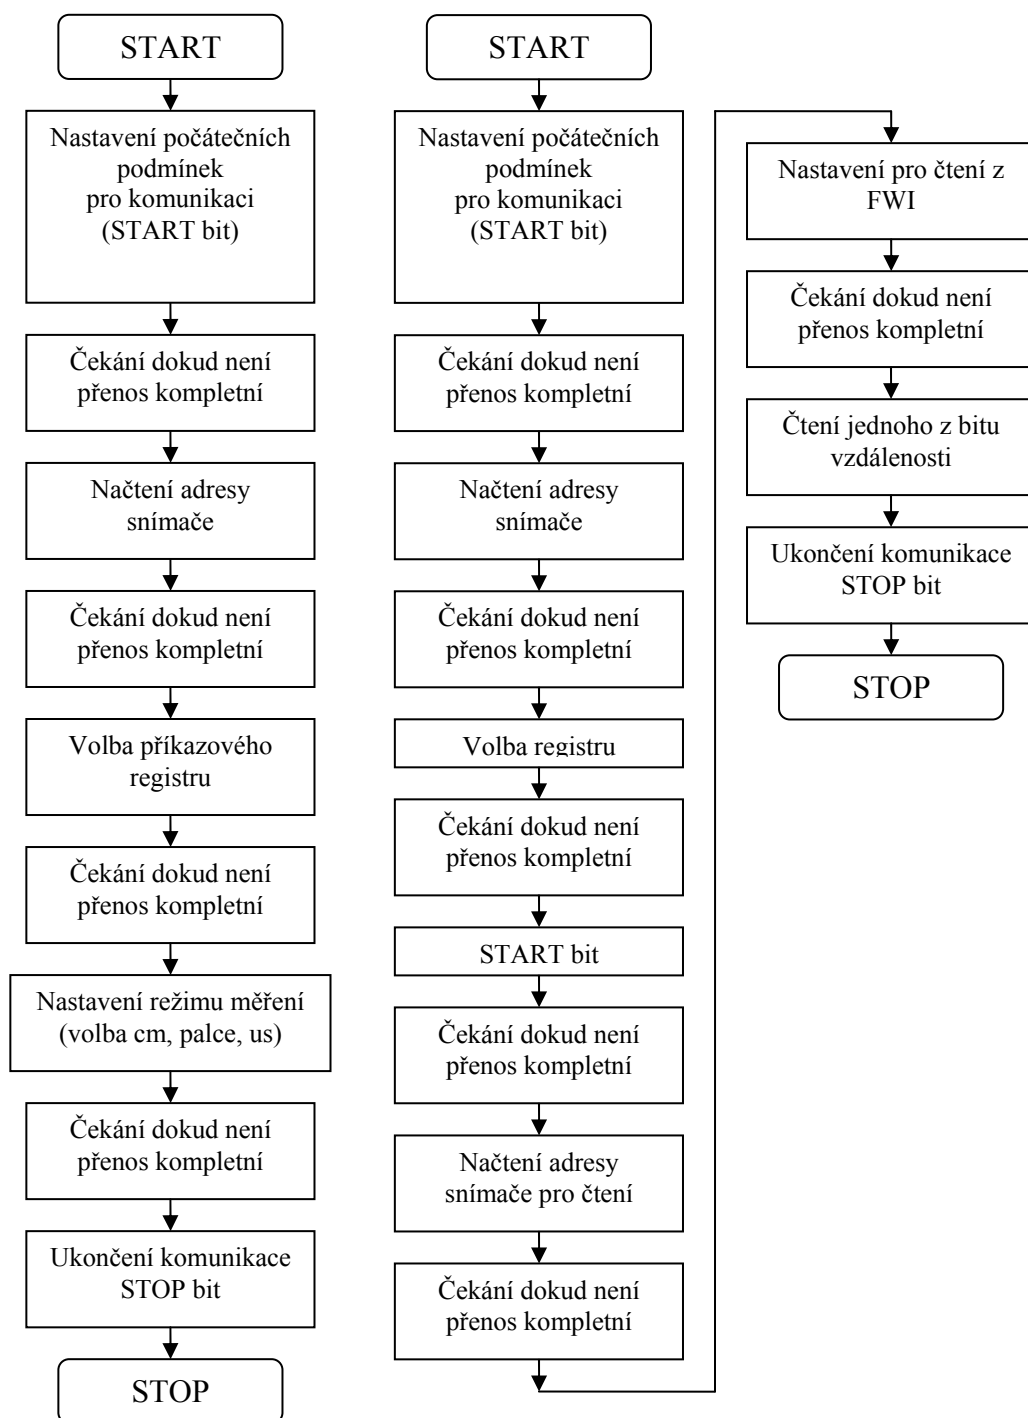 START
Nastavení počátečních
podmínek
pro komunikaci
(START bit)
Čekání dokud není
přenos kompletní
Načtení adresy
snímače
Čekání dokud není
přenos kompletní
Volba příkazového
registru
Čekání dokud není
přenos kompletní
Nastavení režimu měření
(volba cm, palce, us)
Čekání dokud není
přenos kompletní
Ukončení komunikace
STOP bit
STOP
START
Nastavení počátečních
podmínek
pro komunikaci
(START bit)
Čekání dokud není
přenos kompletní
Načtení adresy
snímače
Čekání dokud není
přenos kompletní
Volba registru
Čekání dokud není
přenos kompletní
START bit
Čekání dokud není
přenos kompletní
Načtení adresy
snímače pro čtení
Čekání dokud není
přenos kompletní
Nastavení pro čtení z
FWI
Čekání dokud není
přenos kompletní
Čtení jednoho z bitu
vzdálenosti
Ukončení komunikace
STOP bit
STOP